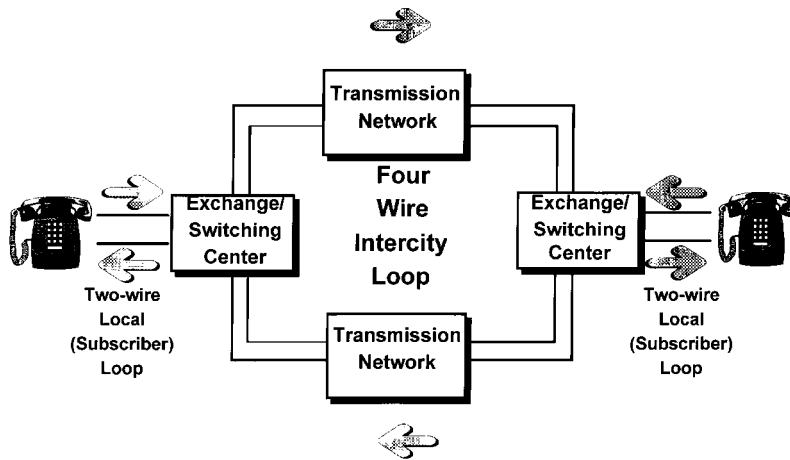 Transmission
Network
Four
Wire
Intercity
Loop
Exchange/
Switching
Center
Exchange/
Switching
Center
Two-wire
Local
(Subscriber)
Loop
Two-wire
Local
(Subscriber)
Loop
Transmission
Network